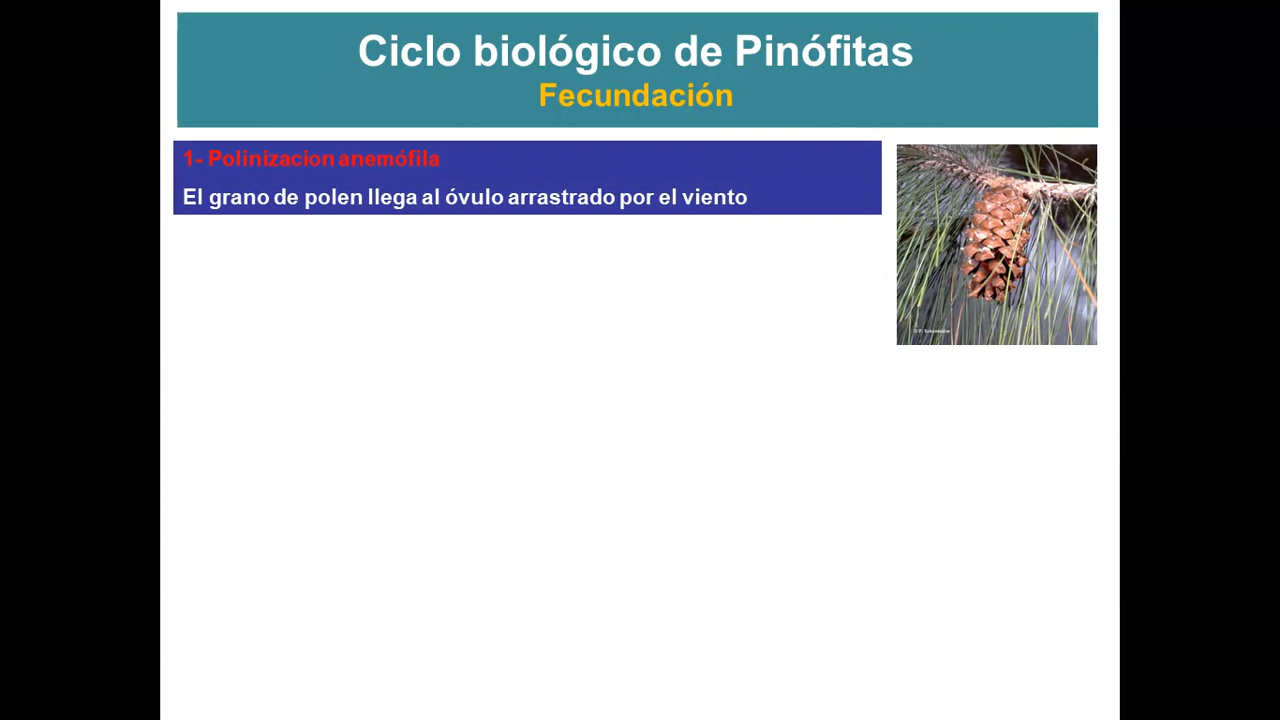 Ciclo biológico de Pinófitas
Fecundación
1- Polinizacion anemófila
El grano de polen llega al óvulo arrastrado por el viento